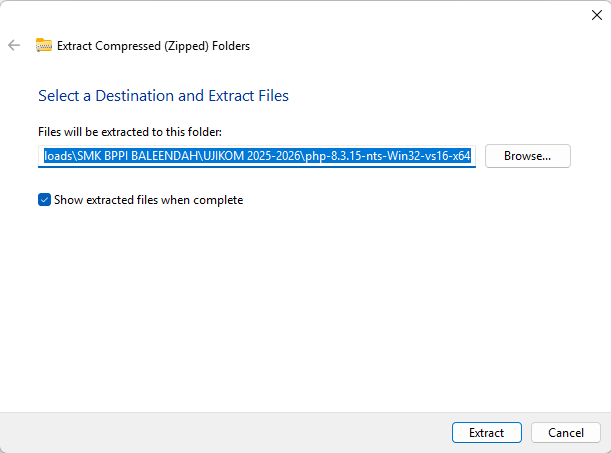 Extract Compressed (Zipped) Folders
Select a Destination and Extract Files
Files will be extracted to this folder:
loads\SMK BPPI BALEENDAH\UJIKOM 2025-2026\php-8.3.15-nts-Win32-vs16-x64
Browse...
Show extracted files when complete
Extract
Cancel